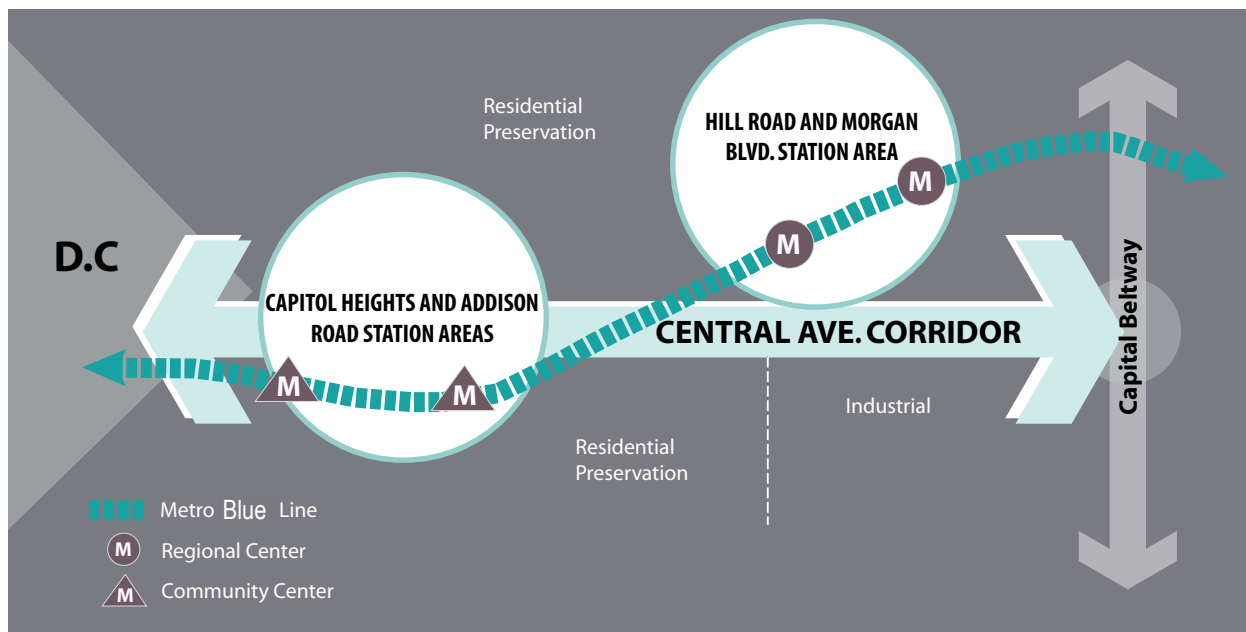 Residential
Preservation
HILL ROAD AND MORGAN
BLVD. STATION AREA
M
M
D.C
CAPITOL HEIGHTS AND ADDISON
ROAD STATION AREAS
CENTRAL AVE. CORRIDOR
Capital Beltway
M
M
Industrial
Residential
Preservation
Metro Blue Line
M Regional Center
M Community Center